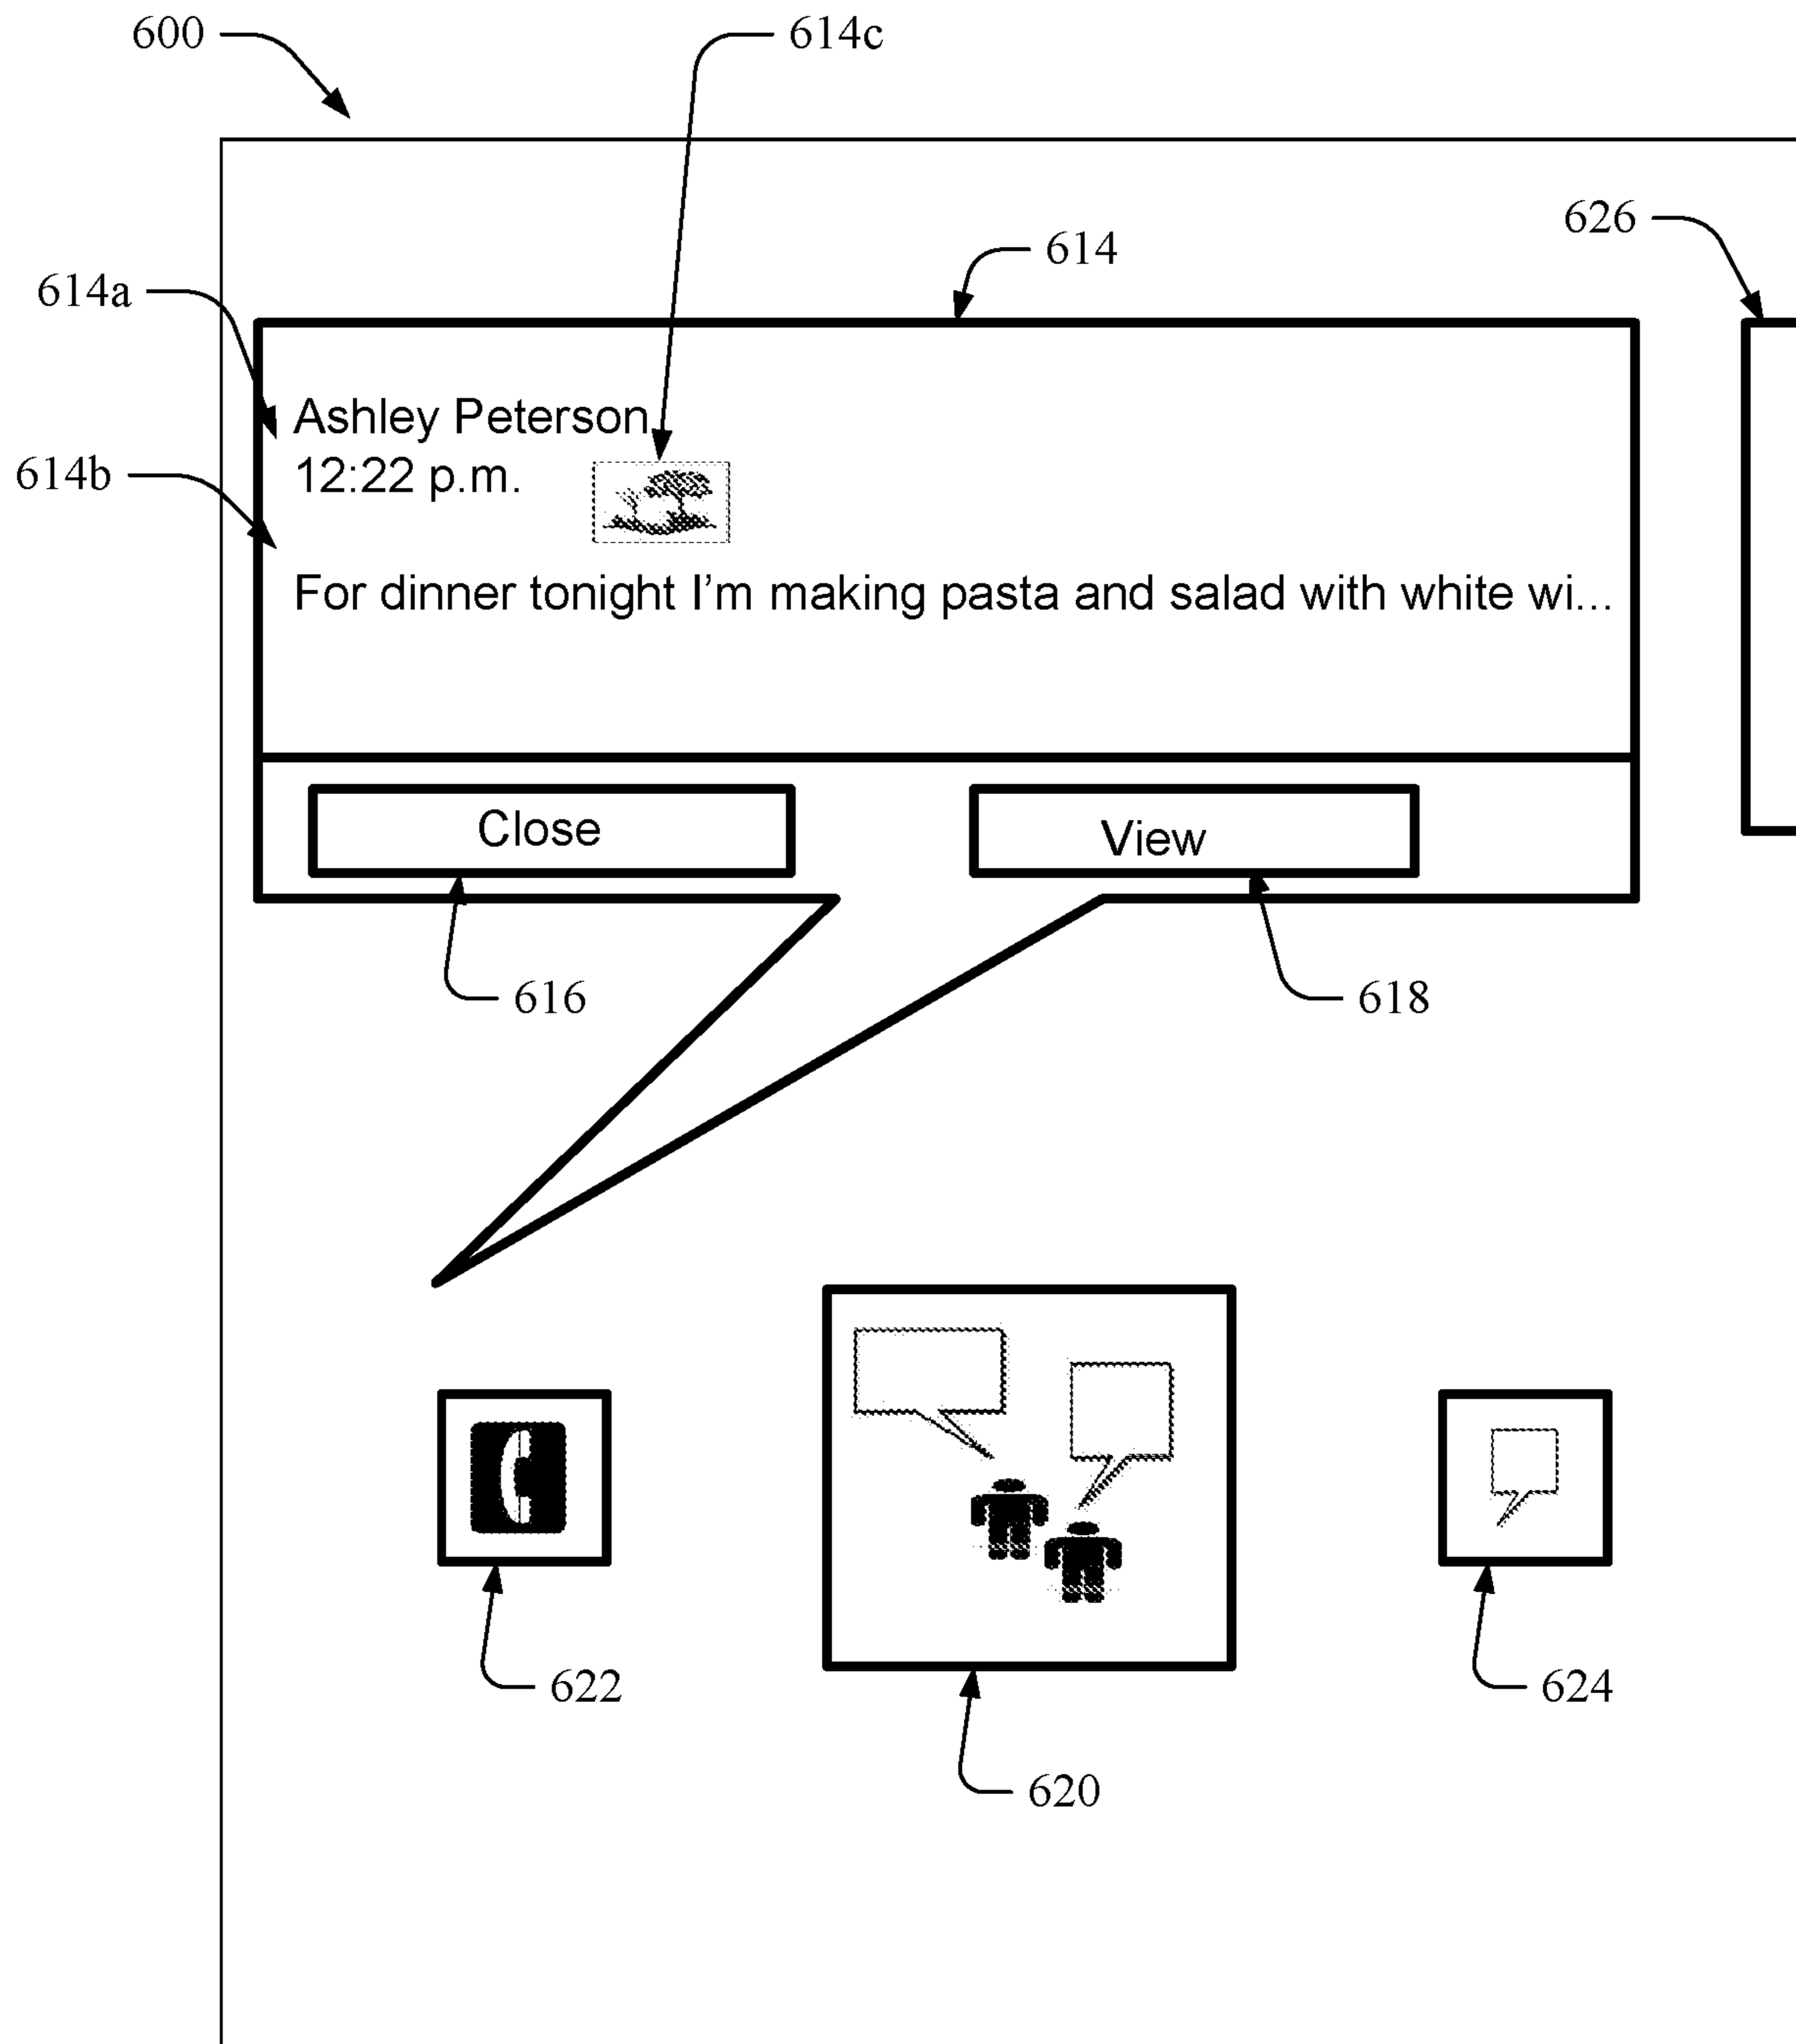 600
614c
626
614
614a
Ashley Peterson
12:22 p.m.
614b
For dinner tonight I'm making pasta and salad with white wi...
Close
View
616
618
622
624
620